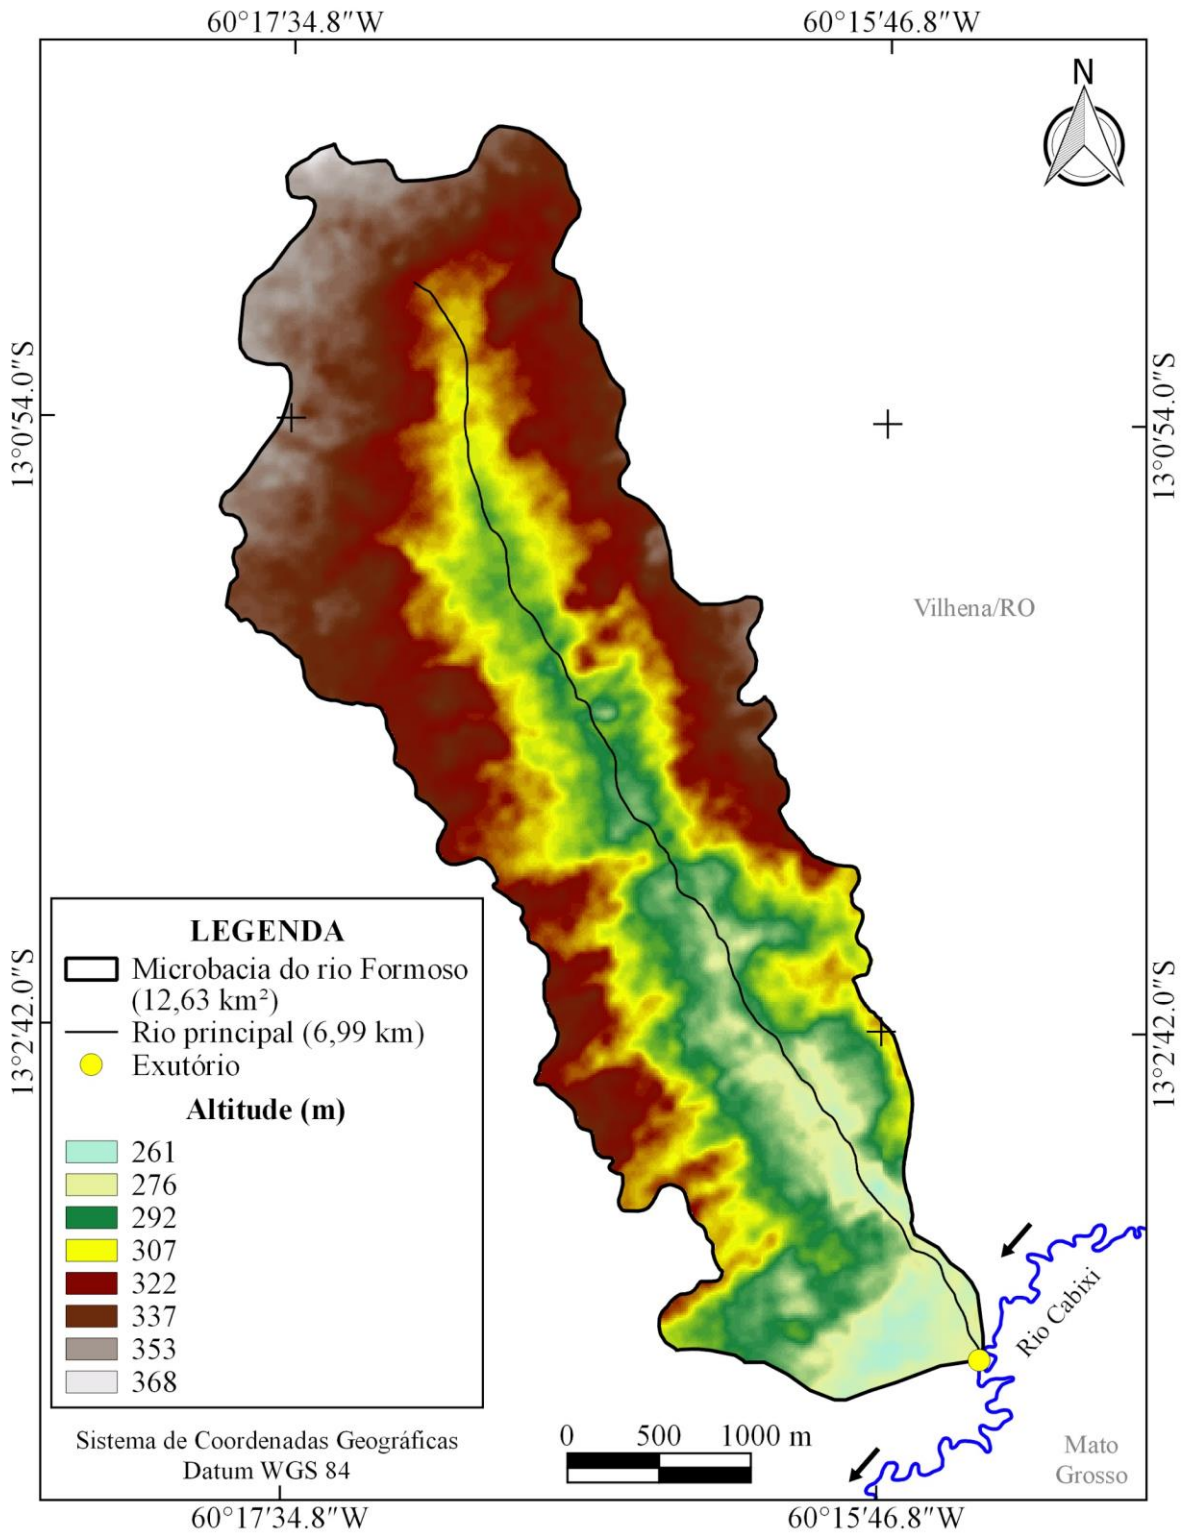 60°17'34.8"W
60°15'46.8"W
N
13°0'54.0"S
13°0'54.0"S
Vilhena/RO
LEGENDA
Microbacia do rio Formoso
(12,63 km²)
Rio principal (6,99 km)
Exutório
Altitude (m)
261
276
292
307
322
337
353
368
13°2'42.0"S
13°2'42.0"S
Rio Cabixi
Sistema de Coordenadas Geográficas
Datum WGS 84
0 500 1000 m
Mato
Grosso
60°17'34.8"W
60°15'46.8"W